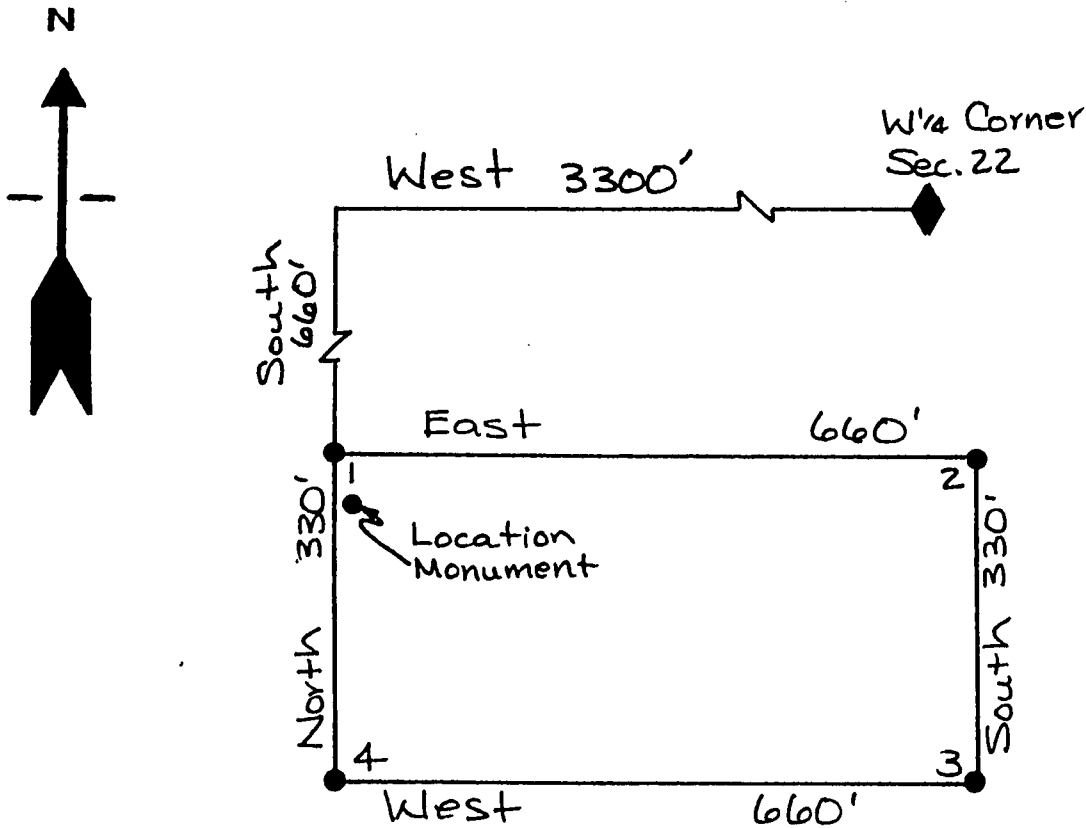 N
W 1/4 Corner
Sec. 22
West 3300'
South
660'
East 660'
1
2
330'
Location
Monument
North
South 330'
4
3
West 660'